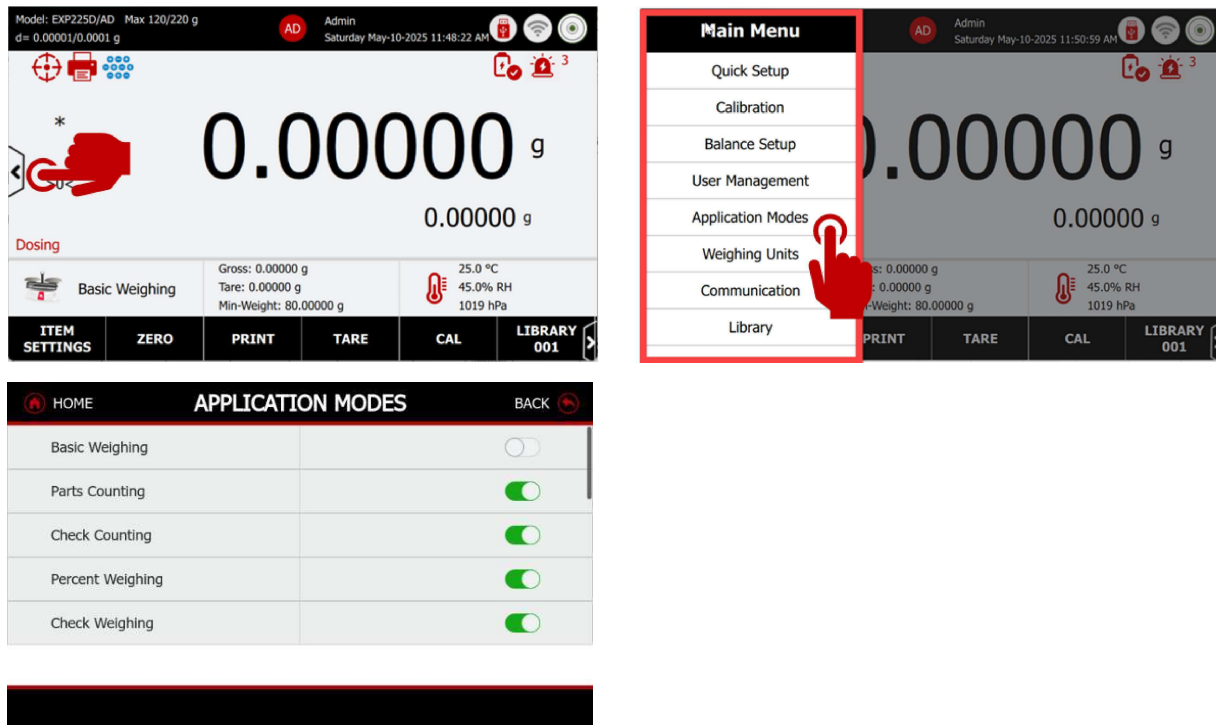 Model: EXP225D/AD Max 120/220 g
d= 0.00001/0.0001 g
AD
Admin
Saturday May-10-2025 11:48:22 AM
3
*
0.00000 g
0.00000 g
Dosing
Basic Weighing
Gross: 0.00000 g
Tare: 0.00000 g
Min-Weight: 80.00000 g
25.0 ºC
45.0% RH
1019 hPa
ITEM SETTINGS
ZERO
PRINT
TARE
CAL
LIBRARY 001
Main Menu
Quick Setup
Calibration
Balance Setup
User Management
Application Modes
Weighing Units
Communication
Library
AD
Admin
Saturday May-10-2025 11:50:59 AM
3
0.00000 g
0.00000 g
0.00000 g
0.00000 g
-Weight: 80.00000 g
25.0 ºC
45.0% RH
1019 hPa
PRINT
TARE
CAL
LIBRARY 001
HOME
APPLICATION MODES
BACK
Basic Weighing
Parts Counting
Check Counting
Percent Weighing
Check Weighing